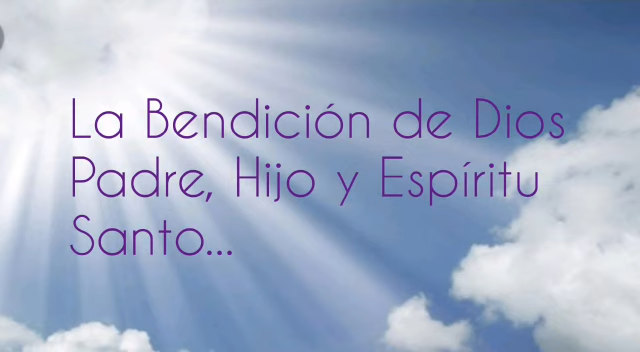 La Bendición de Dios
Padre, Hijo y Espíritu
Santo...